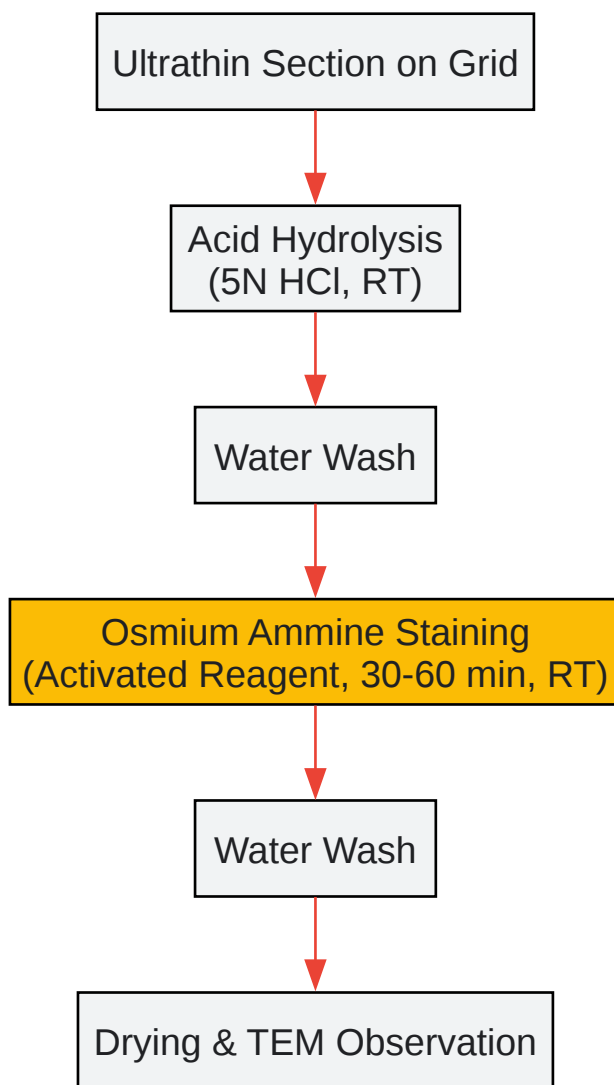 Ultrathin Section on Grid
Acid Hydrolysis
(5N HCl, RT)
Water Wash
Osmium Ammine Staining
(Activated Reagent, 30-60 min, RT)
Water Wash
Drying & TEM Observation